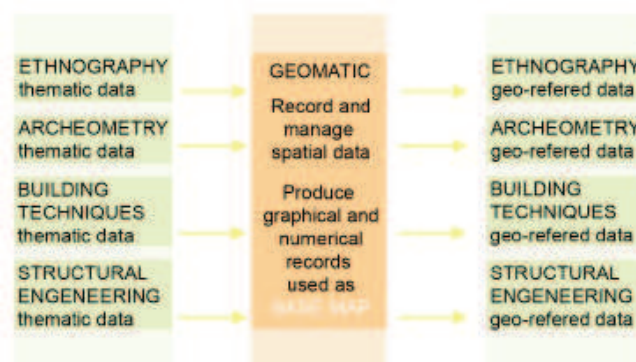 ETHNOGRAPHY
thematic data
ARCHEOMETRY
thematic data
BUILDING
TECHNIQUES
thematic data
STRUCTURAL
ENGENEERING
thematic data
GEOMATIC
Record and
manage
spatial data
Produce
graphical and
numerical
records
used as
BASIC MAP
ETHNOGRAPHY
geo-refered data
ARCHEOMETRY
geo-refered data
BUILDING
TECHNIQUES
geo-refered data
STRUCTURAL
ENGENEERING
geo-refered data